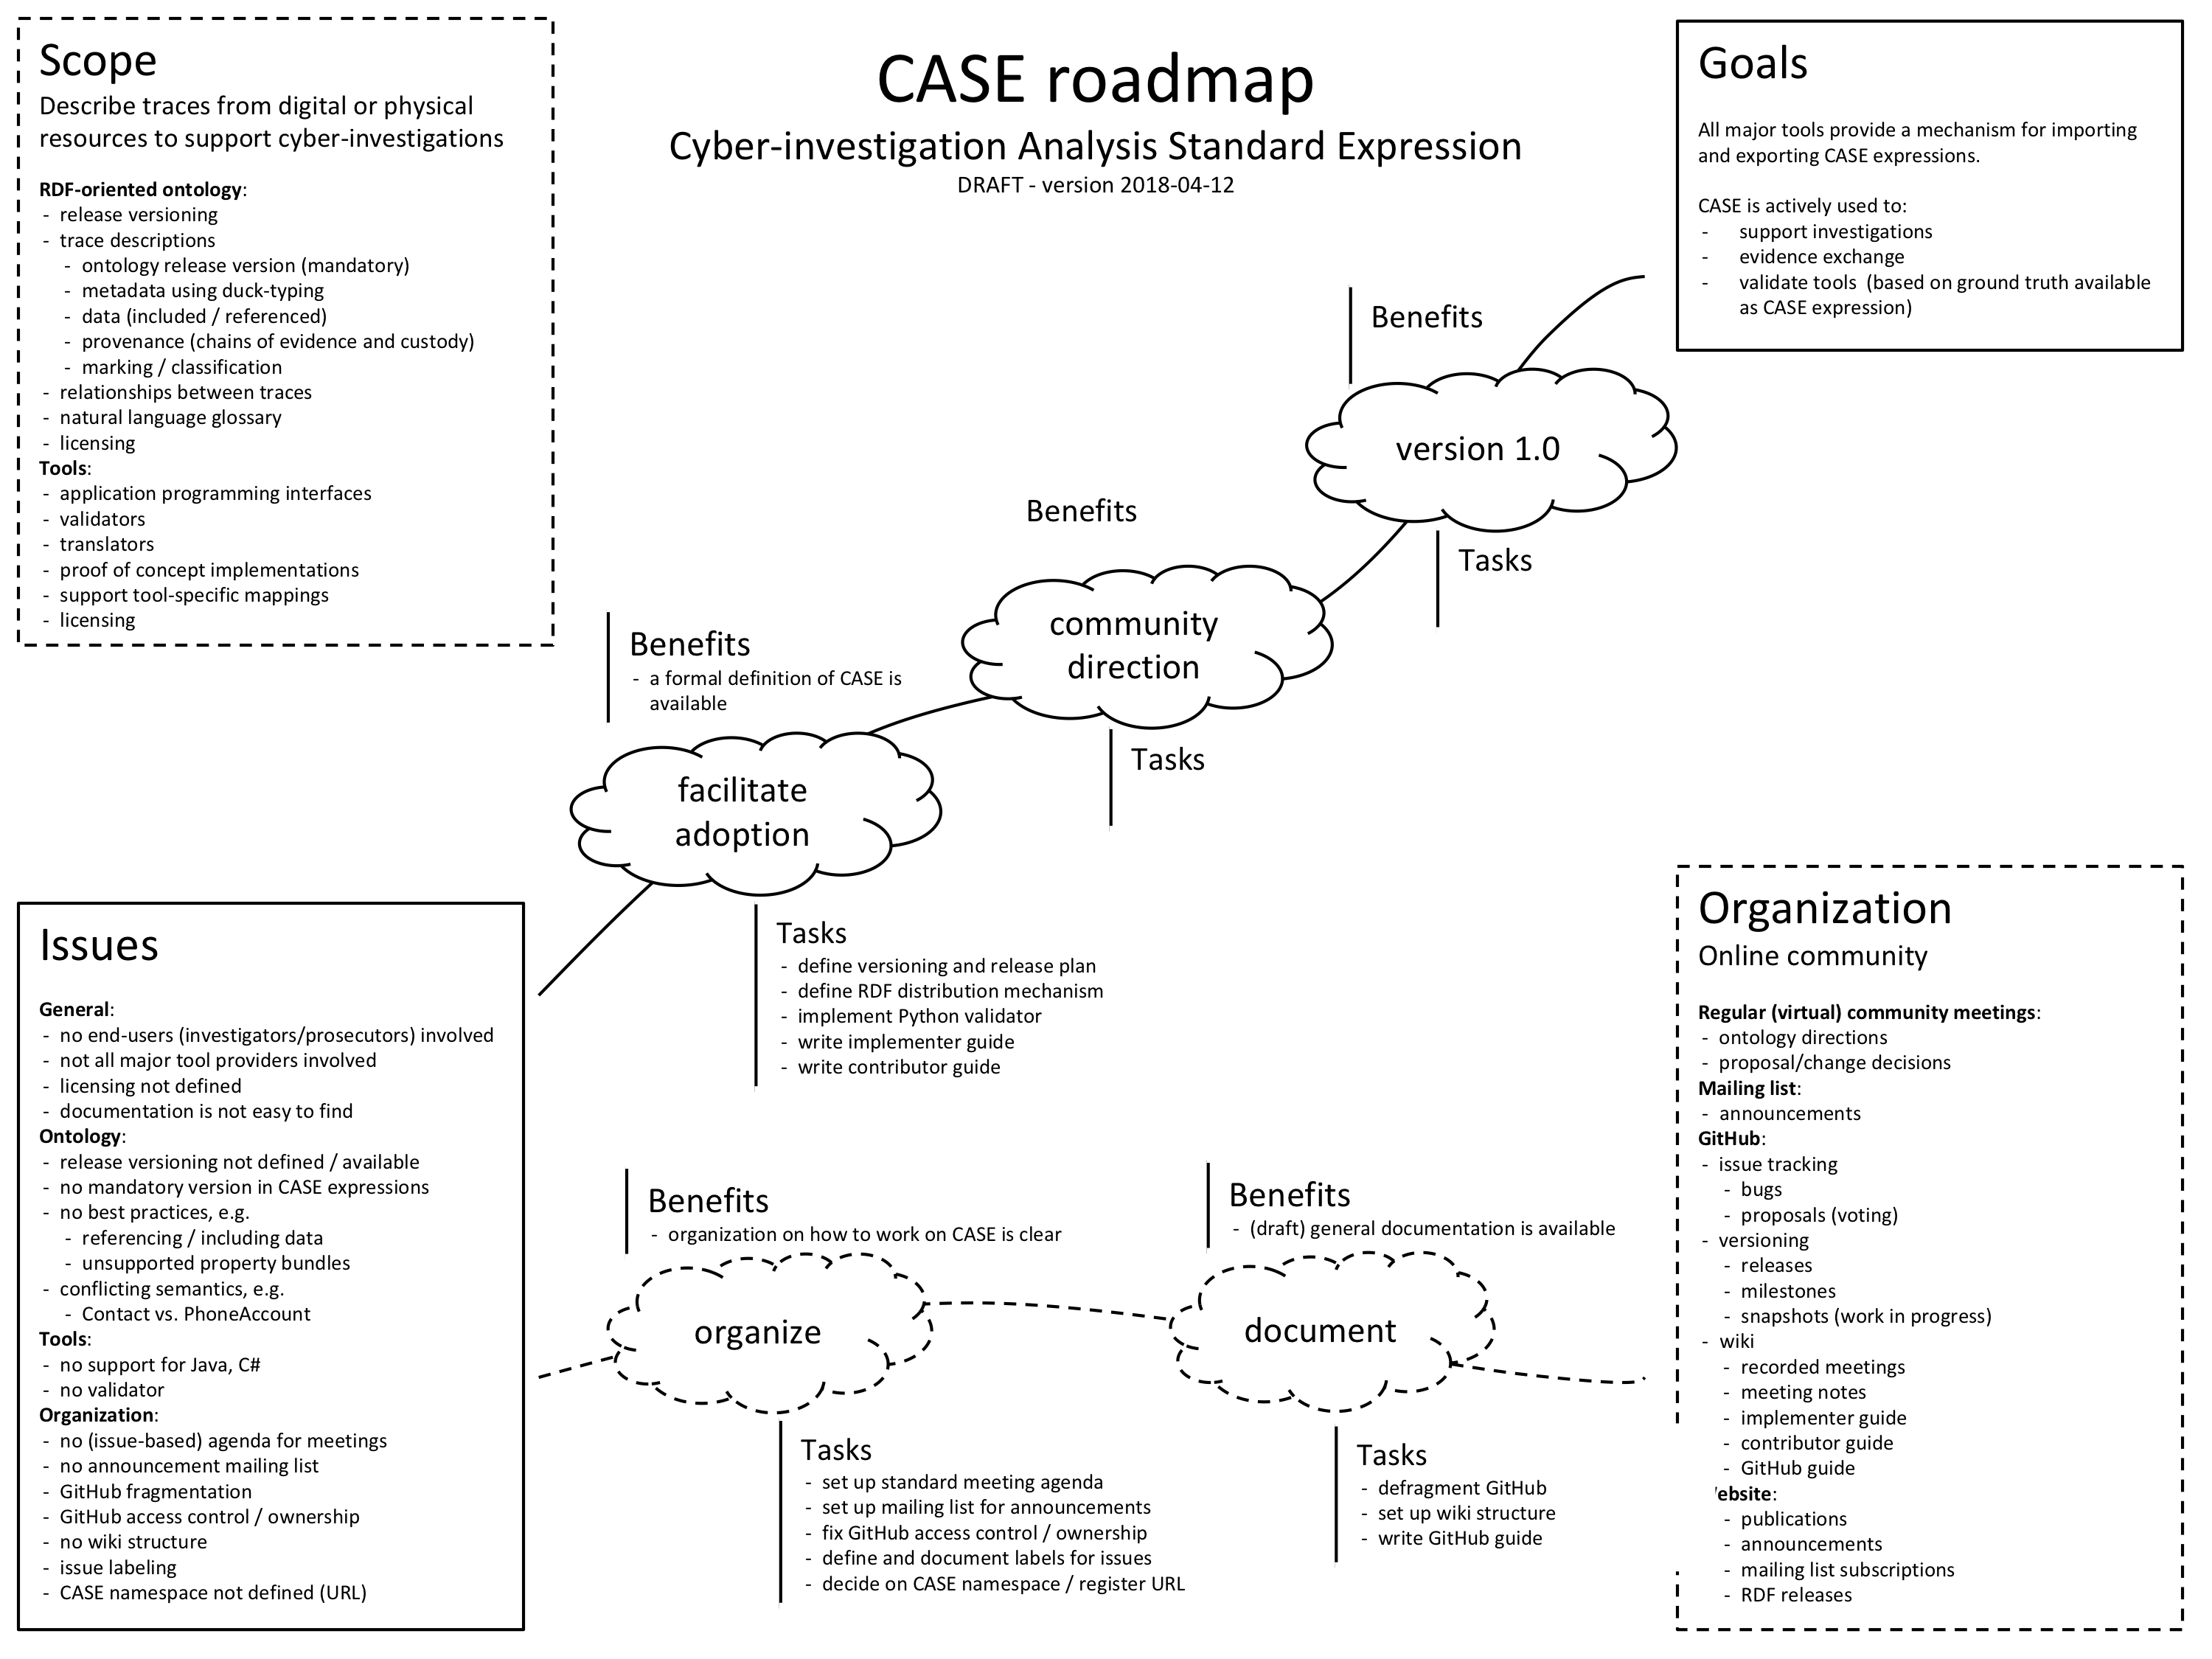 CASE roadmap
Cyber-investigation Analysis Standard Expression
DRAFT - version 2018-04-12
Scope
Describe traces from digital or physical
resources to support cyber-investigations
RDF-oriented ontology:
- release versioning
- trace descriptions
- ontology release version (mandatory)
- metadata using duck-typing
- data (included / referenced)
- provenance (chains of evidence and custody)
- marking / classification
- relationships between traces
- natural language glossary
- licensing
Tools:
- application programming interfaces
- validators
- translators
- proof of concept implementations
- support tool-specific mappings
- licensing
Goals
All major tools provide a mechanism for importing
and exporting CASE expressions.
CASE is actively used to:
- support investigations
- evidence exchange
- validate tools (based on ground truth available
as CASE expression)
Benefits
version 1.0
Tasks
Benefits
community
direction
Tasks
Benefits
- a formal definition of CASE is
available
facilitate
adoption
Tasks
- define versioning and release plan
- define RDF distribution mechanism
- implement Python validator
- write implementer guide
- write contributor guide
Issues
General:
- no end-users (investigators/prosecutors) involved
- not all major tool providers involved
- licensing not defined
- documentation is not easy to find
Ontology:
- release versioning not defined / available
- no mandatory version in CASE expressions
- no best practices, e.g.
- referencing / including data
- unsupported property bundles
- conflicting semantics, e.g.
- Contact vs. PhoneAccount
Tools:
- no support for Java, C#
- no validator
Organization:
- no (issue-based) agenda for meetings
- no announcement mailing list
- GitHub fragmentation
- GitHub access control / ownership
- no wiki structure
- issue labeling
- CASE namespace not defined (URL)
Benefits
- organization on how to work on CASE is clear
organize
Tasks
- set up standard meeting agenda
- set up mailing list for announcements
- fix GitHub access control / ownership
- define and document labels for issues
- decide on CASE namespace / register URL
Benefits
- (draft) general documentation is available
document
Tasks
- defragment GitHub
- set up wiki structure
- write GitHub guide
Organization
Online community
Regular (virtual) community meetings:
- ontology directions
- proposal/change decisions
Mailing list:
- announcements
GitHub:
- issue tracking
- bugs
- proposals (voting)
- versioning
- releases
- milestones
- snapshots (work in progress)
- wiki
- recorded meetings
- meeting notes
- implementer guide
- contributor guide
- GitHub guide
ebsite:
- publications
- announcements
- mailing list subscriptions
- RDF releases